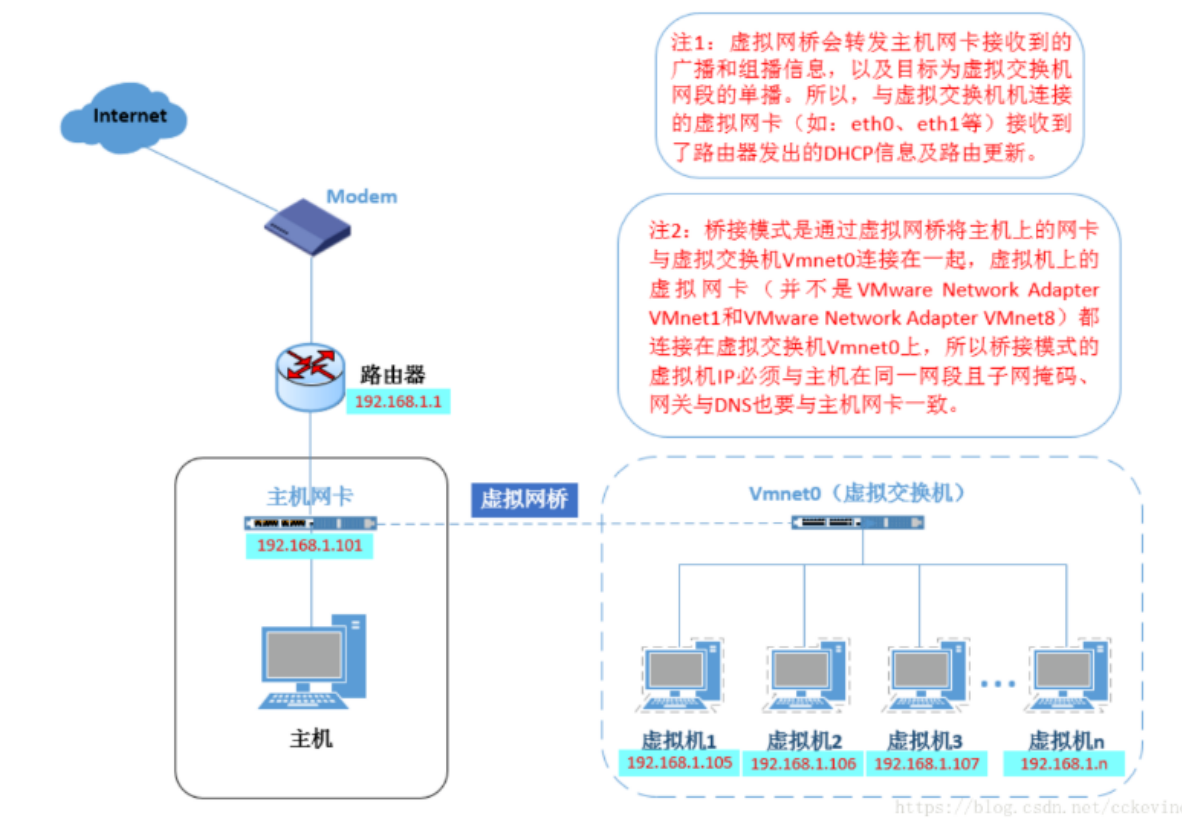 注1：虚拟网桥会转发主机网卡接收到的
广播和组播信息，以及目标为虚拟交换机
网段的单播。所以，与虚拟交换机机连接
的虚拟网卡（如：eth0、eth1等）接收到
了路由器发出的DHCP信息及路由更新。
Internet
Modem
注2：桥接模式是通过虚拟网桥将主机上的网卡
与虚拟交换机Vmnet0连接在一起，虚拟机上的
虚拟网卡（并不是VMware Network Adapter
VMnet1和VMware Network Adapter VMnet8）都
连接在虚拟交换机Vmnet0上，所以桥接模式的
虚拟机IP必须与主机在同一网段且子网掩码、
网关与DNS也要与主机网卡一致。
路由器
192.168.1.1
主机网卡
192.168.1.101
虚拟网桥
Vmnet0（虚拟交换机）
主机
虚拟机1
192.168.1.105
虚拟机2
192.168.1.106
虚拟机3
192.168.1.107
虚拟机n
192.168.1.n
https://blog.csdn.net/cckevinc